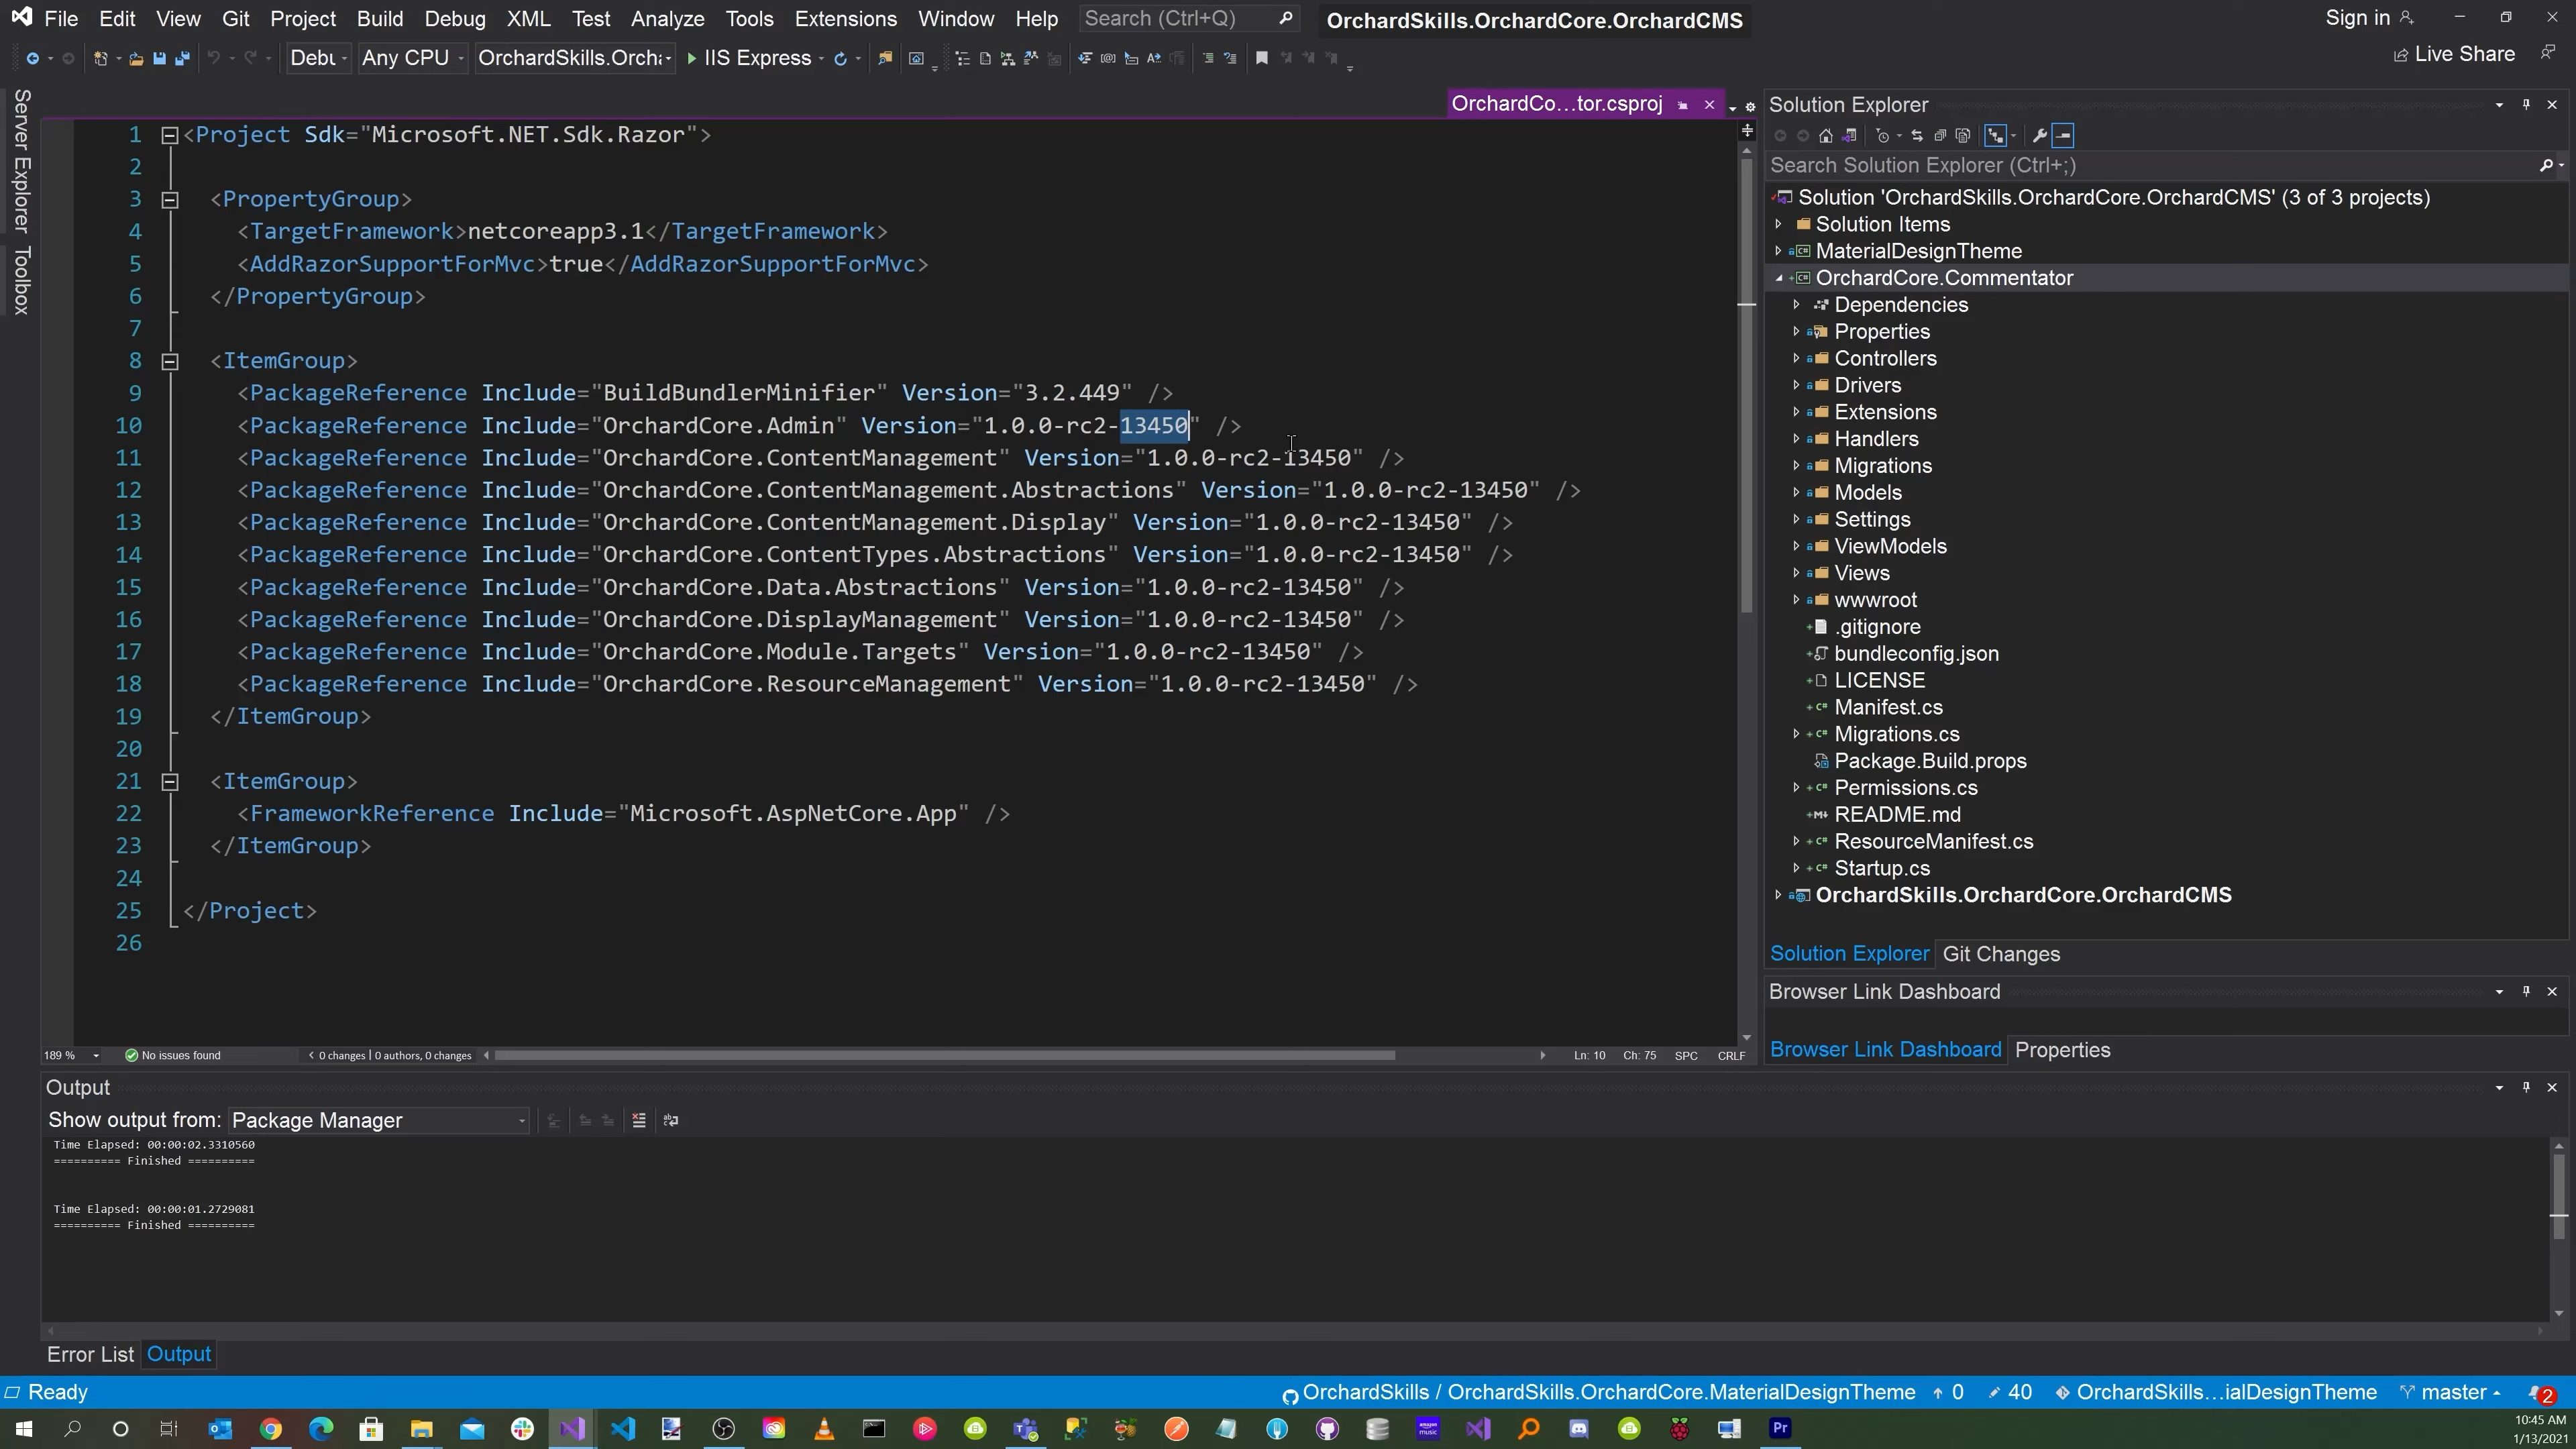 File Edit View Git Project Build Debug XML Test Analyze Tools Extensions Window Help Search (Ctrl+Q) OrchardSkills.OrchardCore.OrchardCMS Sign in
Debu Any CPU OrchardSkills.Orch IIS Express Live Share
Server Explorer
Toolbox
OrchardCo...tor.csproj
1 <Project Sdk="Microsoft.NET.Sdk.Razor">
2
3 <PropertyGroup>
4 <TargetFramework>netcoreapp3.1</TargetFramework>
5 <AddRazorSupportForMvc>true</AddRazorSupportForMvc>
6 </PropertyGroup>
7
8 <ItemGroup>
9 <PackageReference Include="BuildBundlerMinifier" Version="3.2.449" />
10 <PackageReference Include="OrchardCore.Admin" Version="1.0.0-rc2-13450" />
11 <PackageReference Include="OrchardCore.ContentManagement" Version="1.0.0-rc2-13450" />
12 <PackageReference Include="OrchardCore.ContentManagement.Abstractions" Version="1.0.0-rc2-13450" />
13 <PackageReference Include="OrchardCore.ContentManagement.Display" Version="1.0.0-rc2-13450" />
14 <PackageReference Include="OrchardCore.ContentTypes.Abstractions" Version="1.0.0-rc2-13450" />
15 <PackageReference Include="OrchardCore.Data.Abstractions" Version="1.0.0-rc2-13450" />
16 <PackageReference Include="OrchardCore.DisplayManagement" Version="1.0.0-rc2-13450" />
17 <PackageReference Include="OrchardCore.Module.Targets" Version="1.0.0-rc2-13450" />
18 <PackageReference Include="OrchardCore.ResourceManagement" Version="1.0.0-rc2-13450" />
19 </ItemGroup>
20
21 <ItemGroup>
22 <FrameworkReference Include="Microsoft.AspNetCore.App" />
23 </ItemGroup>
24
25 </Project>
26
189 % No issues found 0 changes | 0 authors, 0 changes Ln: 10 Ch: 75 SPC CRLF
Solution Explorer
Search Solution Explorer (Ctrl+;)
Solution 'OrchardSkills.OrchardCore.OrchardCMS' (3 of 3 projects)
Solution Items
MaterialDesignTheme
OrchardCore.Commentator
Dependencies
Properties
Controllers
Drivers
Extensions
Handlers
Migrations
Models
Settings
ViewModels
Views
wwwroot
.gitignore
bundleconfig.json
LICENSE
Manifest.cs
Migrations.cs
Package.Build.props
Permissions.cs
README.md
ResourceManifest.cs
Startup.cs
OrchardSkills.OrchardCore.OrchardCMS
Solution Explorer Git Changes
Browser Link Dashboard
Browser Link Dashboard Properties
Output
Show output from: Package Manager
Time Elapsed: 00:00:02.3310560
========== Finished ==========
Time Elapsed: 00:00:01.2729081
========== Finished ==========
Error List Output
Ready OrchardSkills / OrchardSkills.OrchardCore.MaterialDesignTheme 0 40 OrchardSkills...ialDesignTheme master 2
amazon music
Pr
10:45 AM
1/13/2021